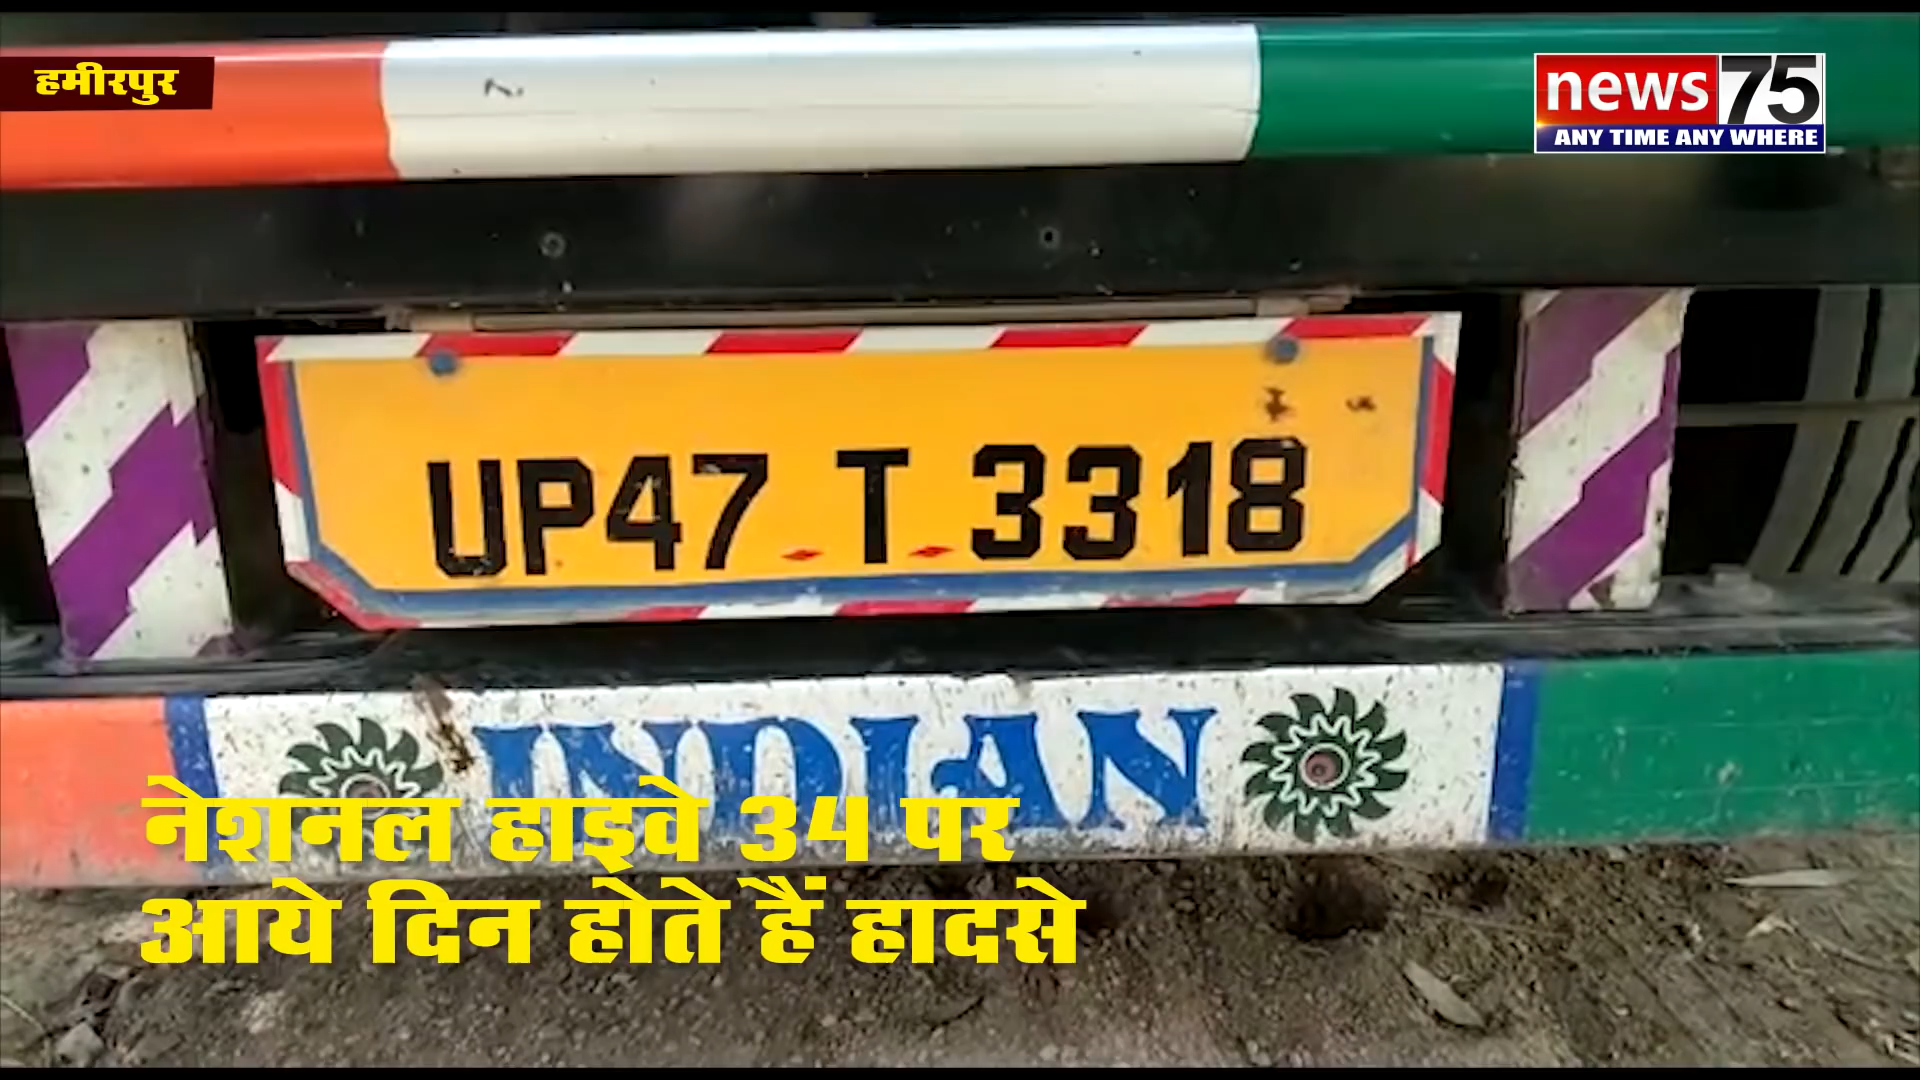 हमीरपुर
news 75
ANY TIME ANY WHERE
UP47 T 3318
INDIAN
नेशनल हाइवे 34 पर
आये दिन होते हैं हादसे